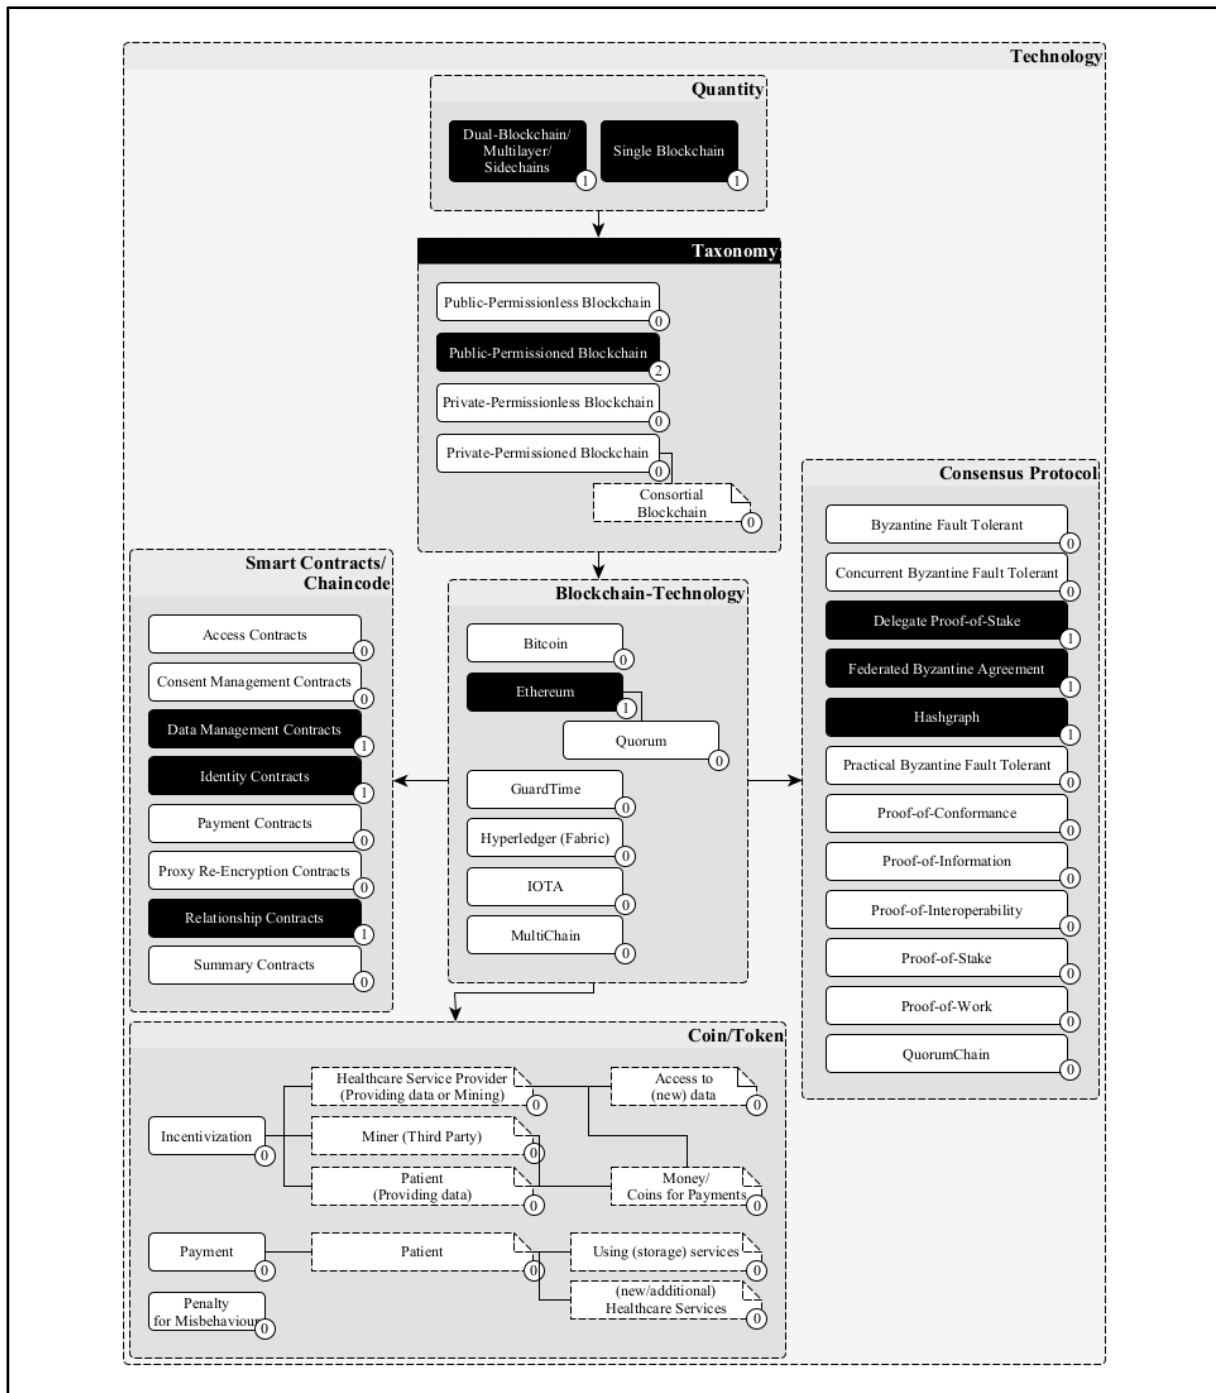 Technology
Quantity
Dual-Blockchain/
Multilayer/
Sidechains
1
Single Blockchain
1
Taxonomy
Public-Permissionless Blockchain
0
Public-Permissioned Blockchain
2
Private-Permissionless Blockchain
0
Private-Permissioned Blockchain
0
Consortial
Blockchain
0
Smart Contracts/
Chaincode
Access Contracts
0
Consent Management Contracts
0
Data Management Contracts
1
Identity Contracts
1
Payment Contracts
0
Proxy Re-Encryption Contracts
0
Relationship Contracts
1
Summary Contracts
0
Blockchain-Technology
Bitcoin
0
Ethereum
1
Quorum
0
GuardTime
0
Hyperledger (Fabric)
0
IOTA
0
MultiChain
0
Consensus Protocol
Byzantine Fault Tolerant
0
Concurrent Byzantine Fault Tolerant
0
Delegate Proof-of-Stake
1
Federated Byzantine Agreement
1
Hashgraph
1
Practical Byzantine Fault Tolerant
0
Proof-of-Conformance
0
Proof-of-Information
0
Proof-of-Interoperability
0
Proof-of-Stake
0
Proof-of-Work
0
QuorumChain
0
Coin/Token
Incentivization
0
Healthcare Service Provider
(Providing data or Mining)
0
Access to
(new) data
0
Miner (Third Party)
0
Patient
(Providing data)
0
Money/
Coins for Payments
0
Payment
0
Patient
0
Using (storage) services
0
(new/additional)
Healthcare Services
0
Penalty
for Misbehaviour
0